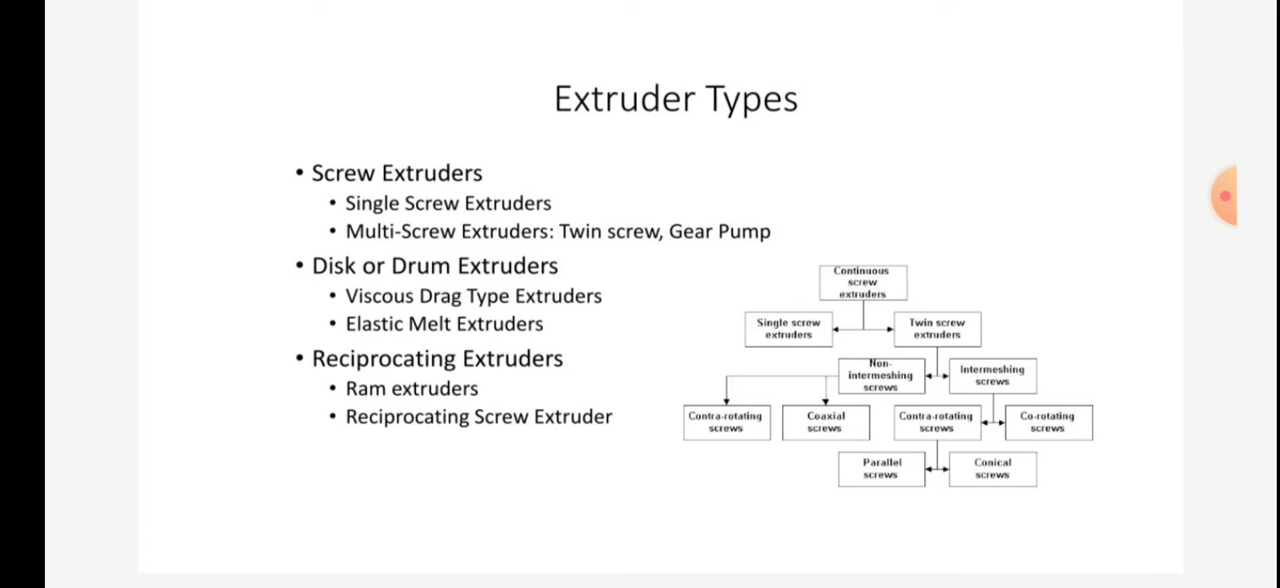 Extruder Types
• Screw Extruders
• Single Screw Extruders
• Multi-Screw Extruders: Twin screw, Gear Pump
• Disk or Drum Extruders
• Viscous Drag Type Extruders
• Elastic Melt Extruders
• Reciprocating Extruders
• Ram extruders
• Reciprocating Screw Extruder
Continuous
screw
extruders
Single screw
extruders
Twin screw
extruders
Non-
intermeshing
screws
Intermeshing
screws
Contra-rotating
screws
Coaxial
screws
Contra-rotating
screws
Co-rotating
screws
Parallel
screws
Conical
screws